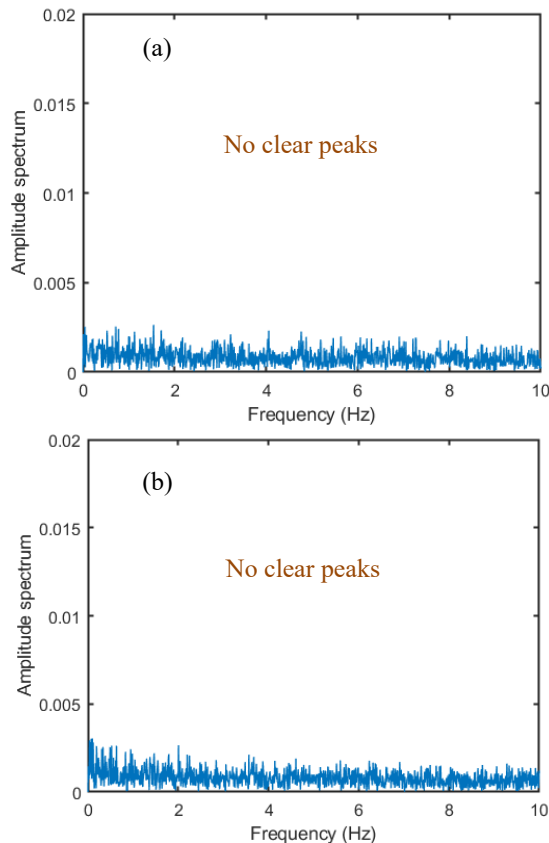 0.02
(a)
0.015
No clear peaks
0.01
Amplitude spectrum
0.005
0
0 2 4 6 8 10
Frequency (Hz)
0.02
(b)
0.015
No clear peaks
0.01
Amplitude spectrum
0.005
0
0 2 4 6 8 10
Frequency (Hz)